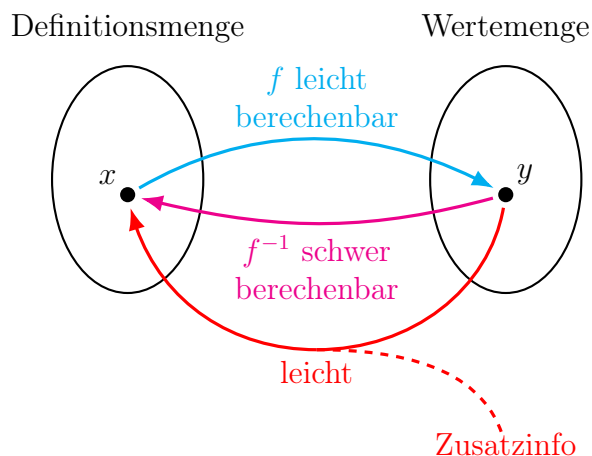 Definitionsmenge
Wertemenge
f leicht
berechenbar
x
y
f⁻¹ schwer
berechenbar
leicht
Zusatzinfo